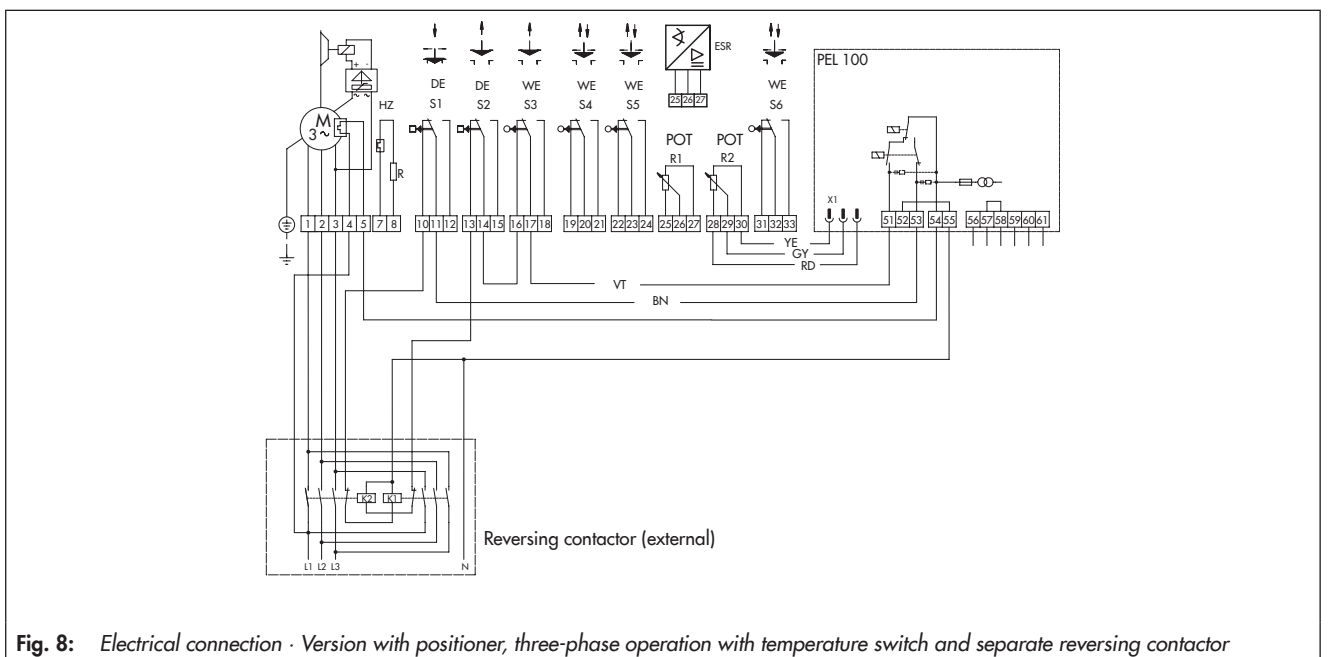 ESR
PEL 100
+ -
~ ~
DE DE WE WE WE WE
HZ S1 S2 S3 S4 S5 S6
25 26 27
M
3~
R
POT POT
R1 R2
X1
1 2 3 4 5 7 8 10 11 12 13 14 15 16 17 18 19 20 21 22 23 24 25 26 27 28 29 30 31 32 33 51 52 53 54 55 56 57 58 59 60 61
YE
GY
RD
VT
BN
K2 K1
Reversing contactor (external)
L1 L2 L3 N
Fig. 8: Electrical connection · Version with positioner, three-phase operation with temperature switch and separate reversing contactor